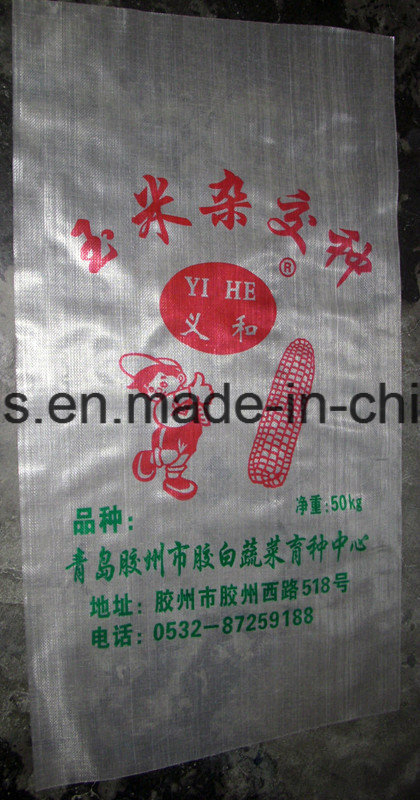 玉米杂交种
®
YI HE
义和
s.en.made-in-chi
净重:50kg
品种:
青岛胶州市胶白蔬菜育种中心
地址:胶州市胶州西路518号
电话:0532-87259188